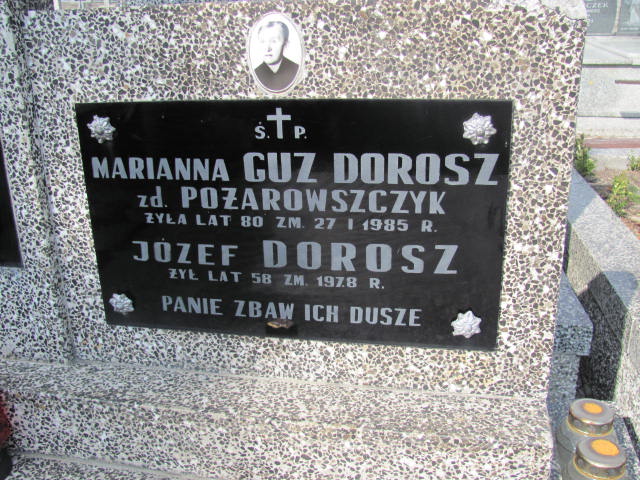 Ś. P.
MARIANNA GUZ DOROSZ
zd. POŻAROWSZCZYK
ŻYŁA LAT 80 ZM. 27 I 1985 R.
JÓZEF DOROSZ
ŻYŁ LAT 58 ZM. 1978 R.
PANIE ZBAW ICH DUSZE